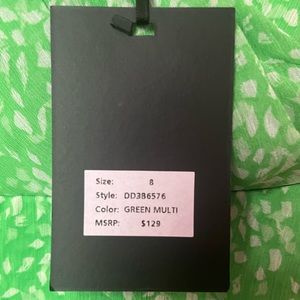 Size: 8
Style: DD3B6576
Color: GREEN MULTI
MSRP: $129